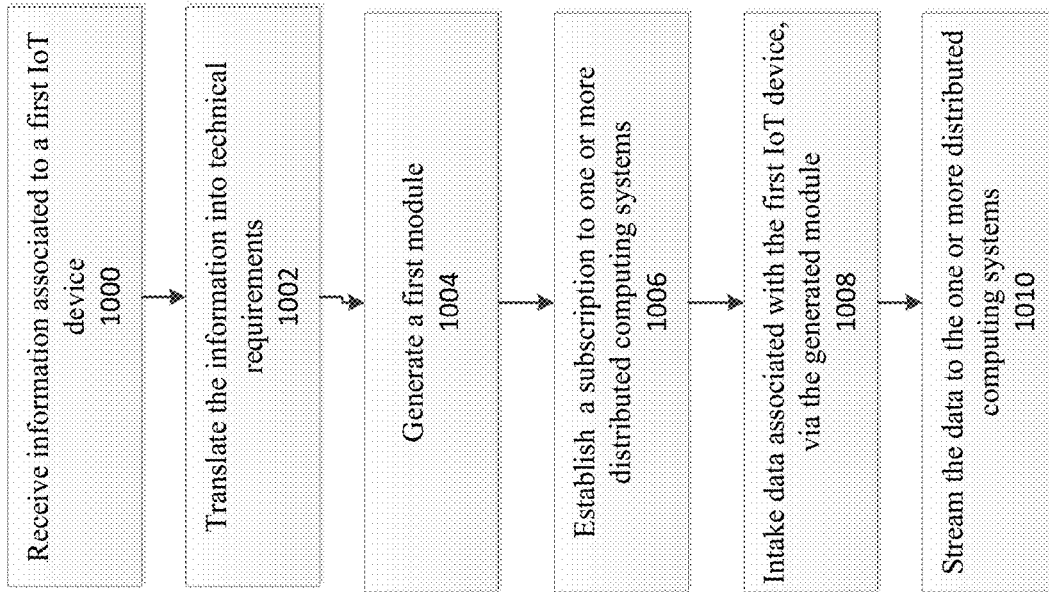 Receive information associated to a first IoT
device
1000
Translate the information into technical
requirements
1002
Generate a first module
1004
Establish a subscription to one or more
distributed computing systems
1006
Intake data associated with the first IoT device,
via the generated module
1008
Stream the data to the one or more distributed
computing systems
1010